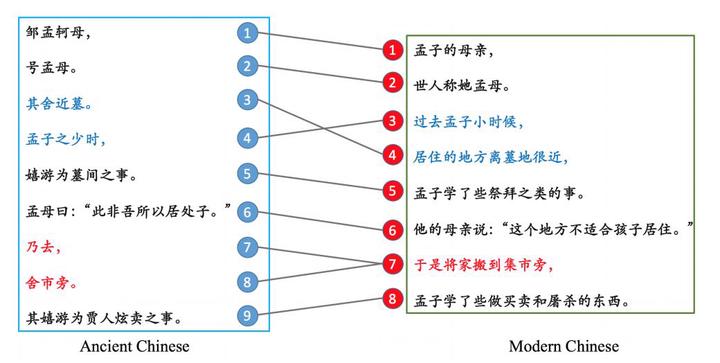 邹孟轲母， 1
号孟母。 2
其舍近墓。 3
孟子之少时， 4
嬉游为墓间之事。 5
孟母曰：“此非吾所以居处子。” 6
乃去， 7
舍市旁。 8
其嬉游为贾人炫卖之事。 9
Ancient Chinese
1 孟子的母亲，
2 世人称她孟母。
3 过去孟子小时候，
4 居住的地方离墓地很近，
5 孟子学了些祭拜之类的事。
6 他的母亲说：“这个地方不适合孩子居住。”
7 于是将家搬到集市旁，
8 孟子学了些做买卖和屠杀的东西。
Modern Chinese